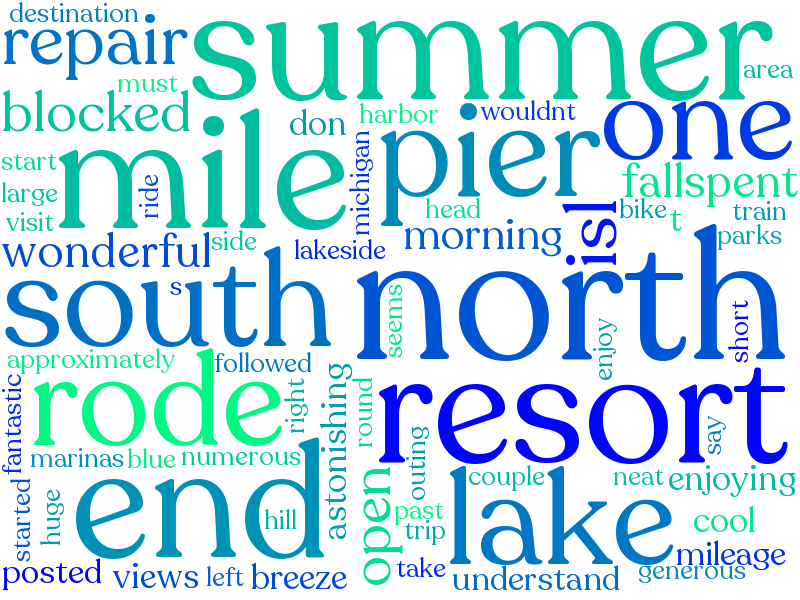 destination
repair
summer
area
must
blocked
harbor
wouldnt
one
don
mile
pier
start
large
visit
ride
michigan
fallspent
head
t
bike
train
parks
isl
side
wonderful
lakeside
morning
s
south
north
seems
enjoy
short
approximately
followed
rode
right
round
astonishing
resort
fantastic
marinas
blue
numerous
say
outing
end
hill
open
couple
neat
enjoying
lake
started
huge
past
trip
cool
mileage
posted
views
left
breeze
take
understand
generous